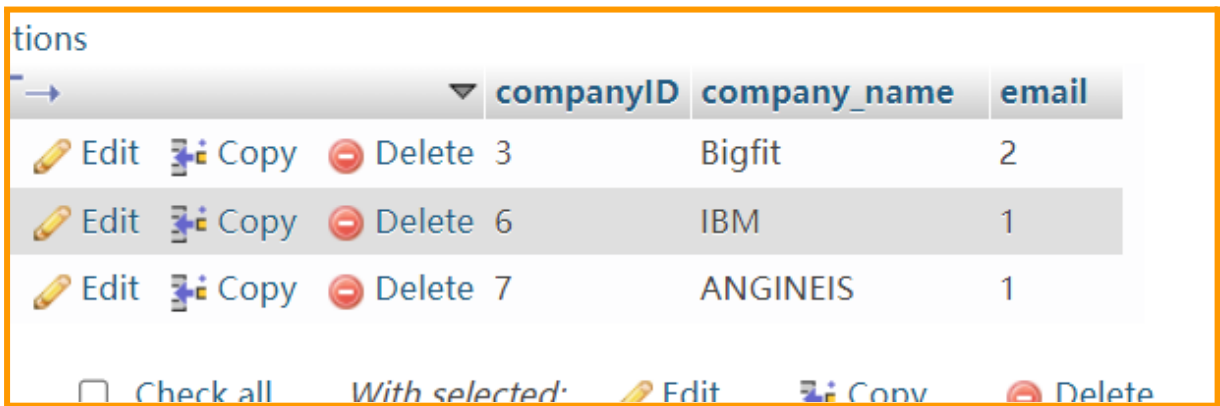 tions
companyID company_name email
Edit Copy Delete 3 Bigfit 2
Edit Copy Delete 6 IBM 1
Edit Copy Delete 7 ANGINEIS 1
Check all With selected: Edit Copy Delete